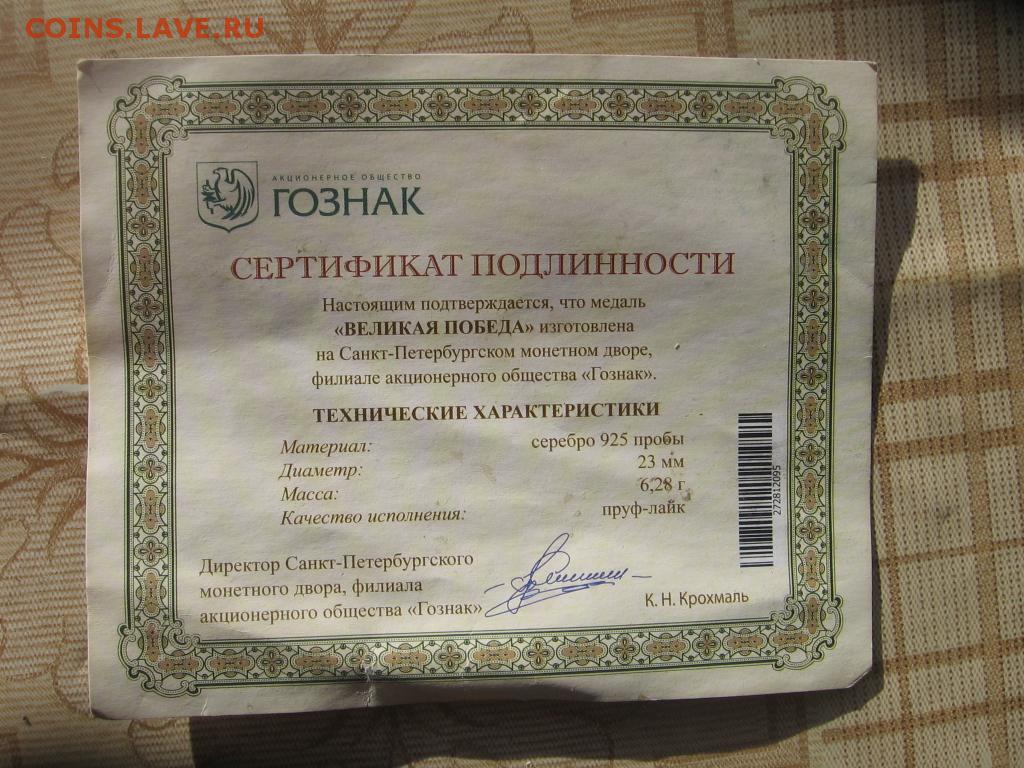 COINS.LAVE.RU
АКЦИОНЕРНОЕ ОБЩЕСТВО
ГОЗНАК
СЕРТИФИКАТ ПОДЛИННОСТИ
Настоящим подтверждается, что медаль
«ВЕЛИКАЯ ПОБЕДА» изготовлена
на Санкт-Петербургском монетном дворе,
филиале акционерного общества «Гознак».
ТЕХНИЧЕСКИЕ ХАРАКТЕРИСТИКИ
Материал: серебро 925 пробы
Диаметр: 23 мм
Масса: 6,28 г
Качество исполнения: пруф-лайк
272812095
Директор Санкт-Петербургского
монетного двора, филиала
акционерного общества «Гознак»
К. Н. Крохмаль